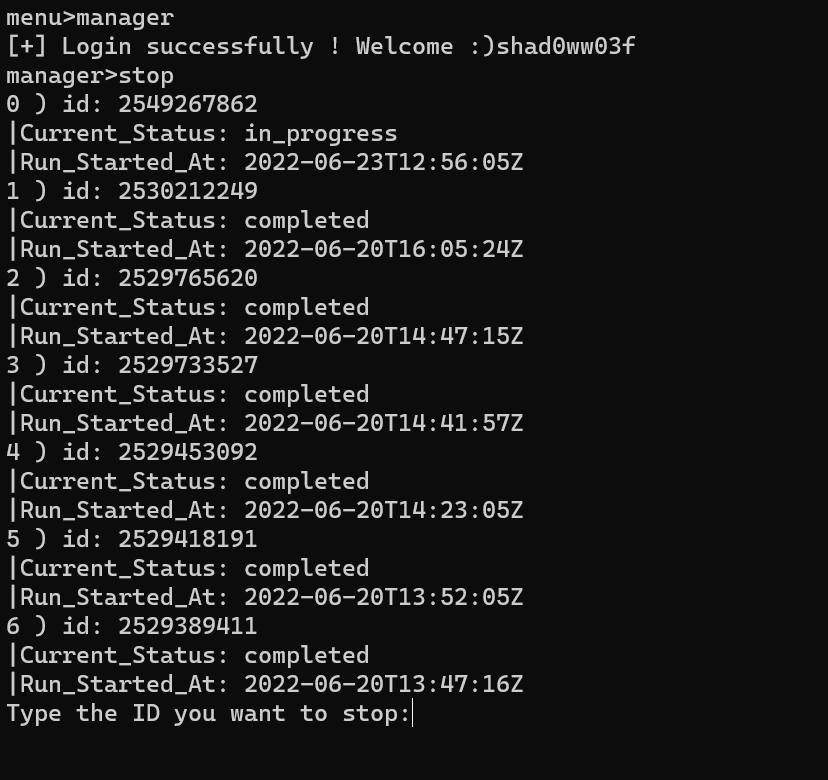 menu>manager
[+] Login successfully ! Welcome :)shad0ww03f
manager>stop
0 ) id: 2549267862
|Current_Status: in_progress
|Run_Started_At: 2022-06-23T12:56:05Z
1 ) id: 2530212249
|Current_Status: completed
|Run_Started_At: 2022-06-20T16:05:24Z
2 ) id: 2529765620
|Current_Status: completed
|Run_Started_At: 2022-06-20T14:47:15Z
3 ) id: 2529733527
|Current_Status: completed
|Run_Started_At: 2022-06-20T14:41:57Z
4 ) id: 2529453092
|Current_Status: completed
|Run_Started_At: 2022-06-20T14:23:05Z
5 ) id: 2529418191
|Current_Status: completed
|Run_Started_At: 2022-06-20T13:52:05Z
6 ) id: 2529389411
|Current_Status: completed
|Run_Started_At: 2022-06-20T13:47:16Z
Type the ID you want to stop: